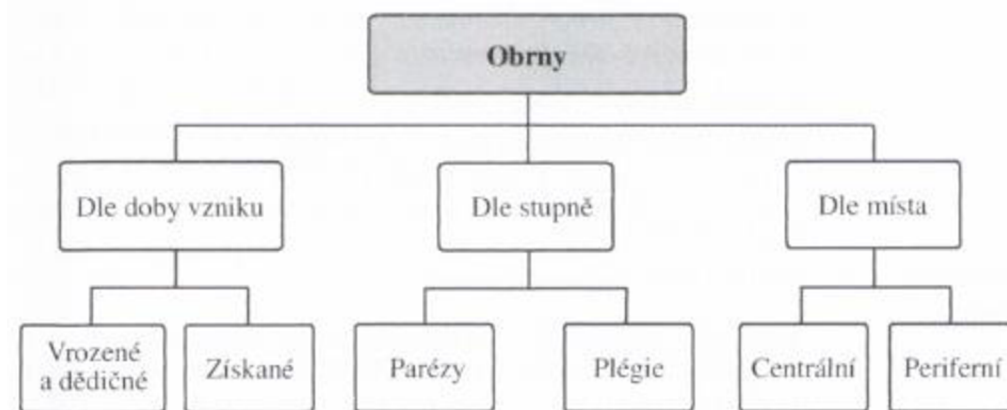 Obrny
Dle doby vzniku
Dle stupně
Dle místa
Vrozené
a dědičné
Získané
Parézy
Plégie
Centrální
Periferní